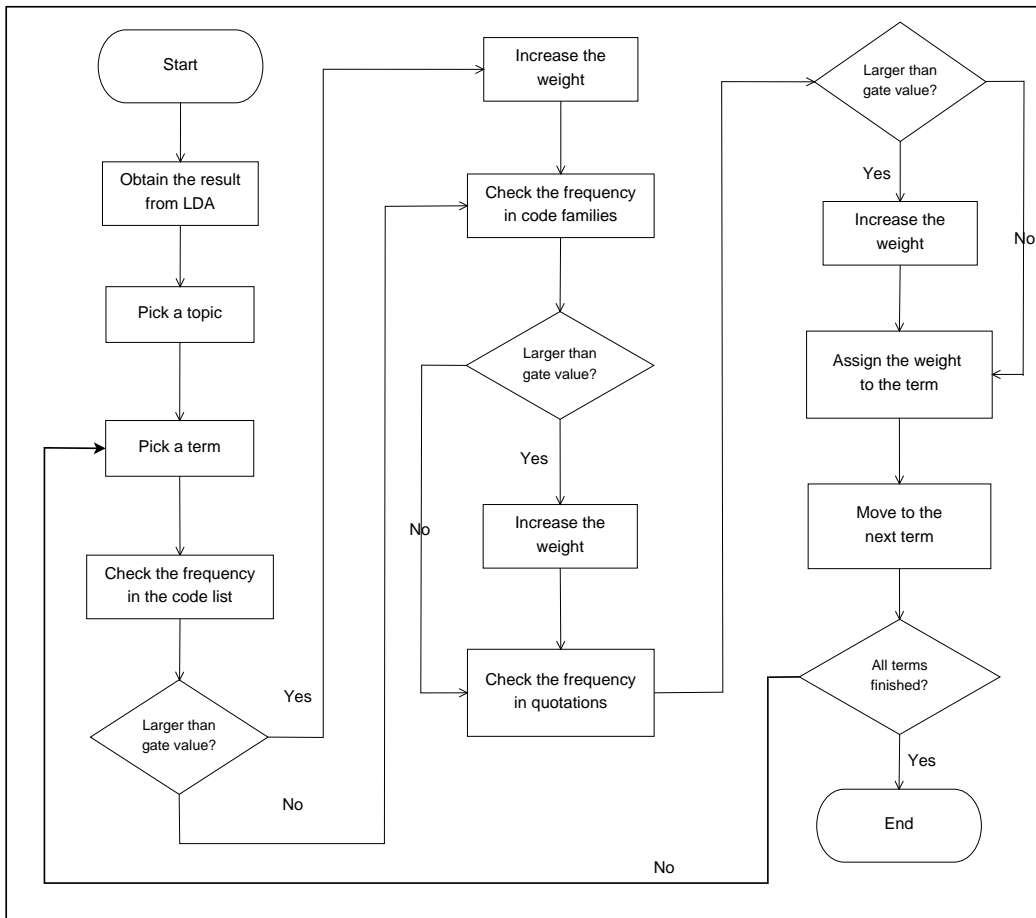 Start
Obtain the result
from LDA
Pick a topic
Pick a term
Check the frequency
in the code list
Larger than
gate value?
Yes
No
Increase the
weight
Check the frequency
in code families
Larger than
gate value?
Yes
No
Increase the
weight
Check the frequency
in quotations
Larger than
gate value?
Yes
No
Increase the
weight
Assign the weight
to the term
Move to the
next term
All terms
finished?
Yes
No
End